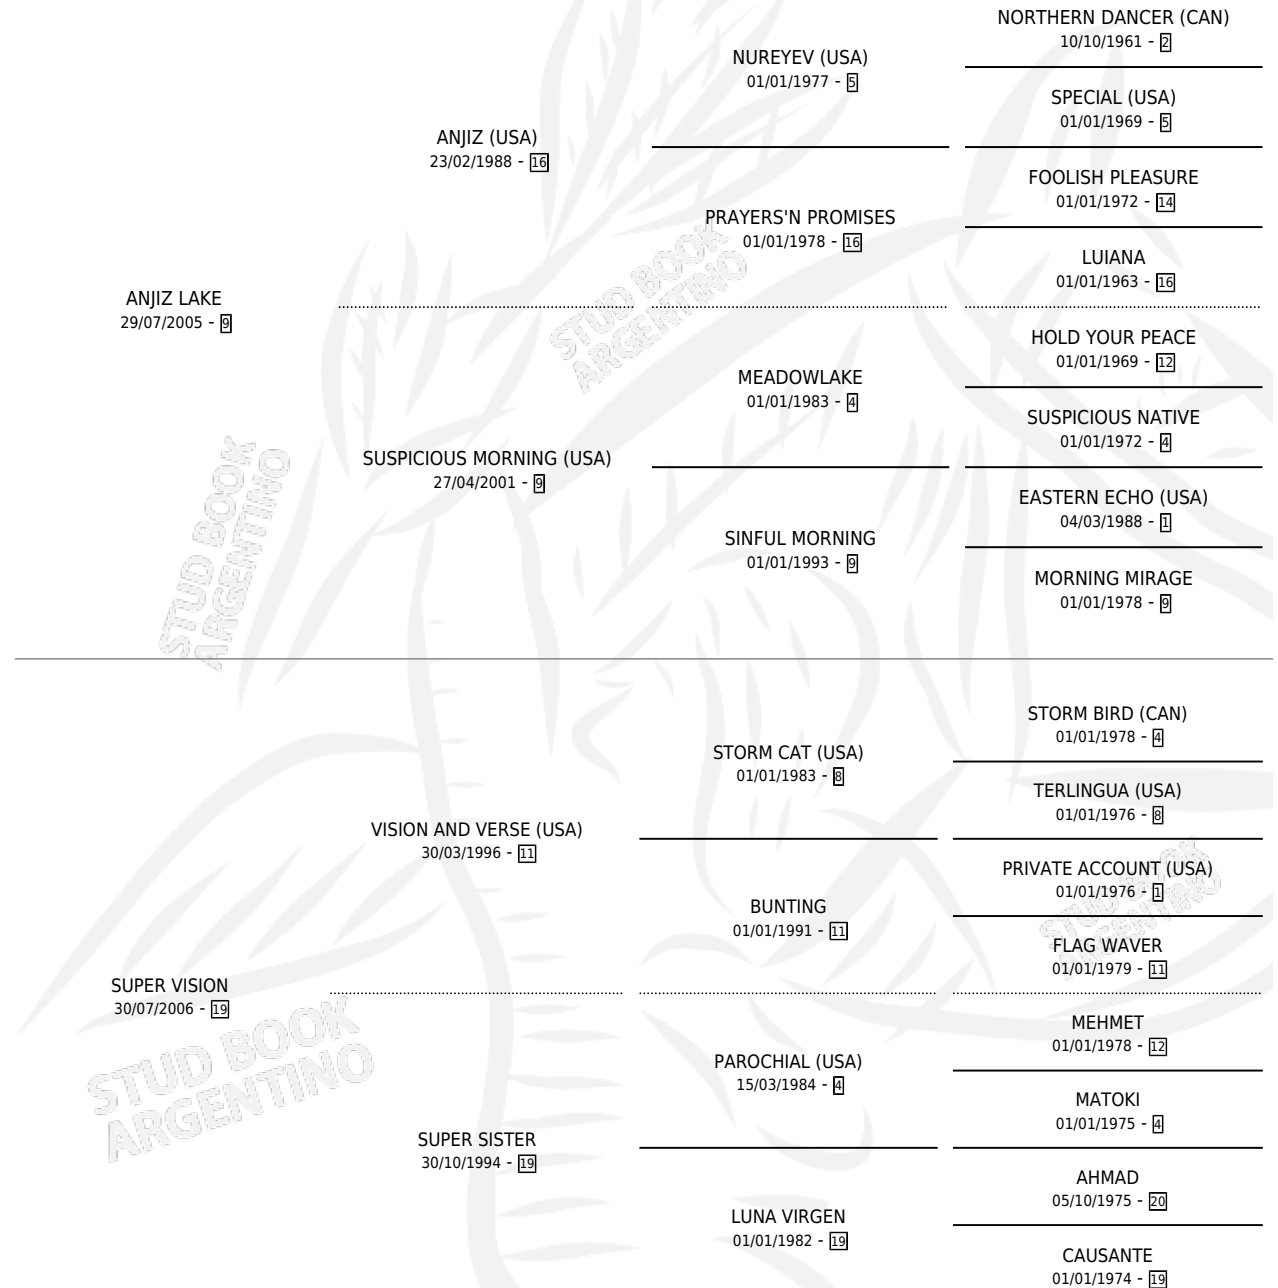 NORTHERN DANCER (CAN)
10/10/1961 - 2
NUREYEV (USA)
01/01/1977 - 5
SPECIAL (USA)
01/01/1969 - 5
ANJIZ (USA)
23/02/1988 - 16
FOOLISH PLEASURE
01/01/1972 - 14
PRAYERS'N PROMISES
01/01/1978 - 16
LUIANA
01/01/1963 - 16
ANJIZ LAKE
29/07/2005 - 9
HOLD YOUR PEACE
01/01/1969 - 12
MEADOWLAKE
01/01/1983 - 4
SUSPICIOUS NATIVE
01/01/1972 - 4
SUSPICIOUS MORNING (USA)
27/04/2001 - 9
EASTERN ECHO (USA)
04/03/1988 - 1
SINFUL MORNING
01/01/1993 - 9
MORNING MIRAGE
01/01/1978 - 9
STORM BIRD (CAN)
01/01/1978 - 4
STORM CAT (USA)
01/01/1983 - 8
TERLINGUA (USA)
01/01/1976 - 8
VISION AND VERSE (USA)
30/03/1996 - 11
PRIVATE ACCOUNT (USA)
01/01/1976 - 1
BUNTING
01/01/1991 - 11
FLAG WAVER
01/01/1979 - 11
SUPER VISION
30/07/2006 - 19
MEHMET
01/01/1978 - 12
PAROCHIAL (USA)
15/03/1984 - 4
MATOKI
01/01/1975 - 4
SUPER SISTER
30/10/1994 - 19
AHMAD
05/10/1975 - 20
LUNA VIRGEN
01/01/1982 - 19
CAUSANTE
01/01/1974 - 19
STUD BOOK
ARGENTINO
STUD BOOK
ARGENTINO
STUD BOOK
ARGENTINO
STUD BOOK
ARGENTINO